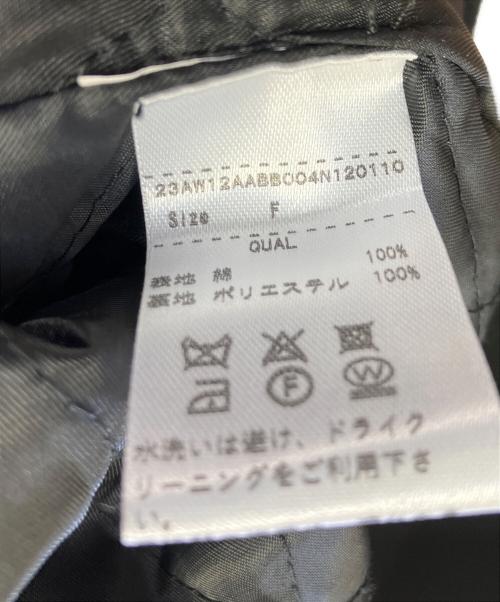 23AW12AABB004N120110
Size F
QUAL
表地 綿 100%
裏地 ポリエステル 100%
F W
水洗いは避け、ドライク
リーニングをご利用下さ
い。